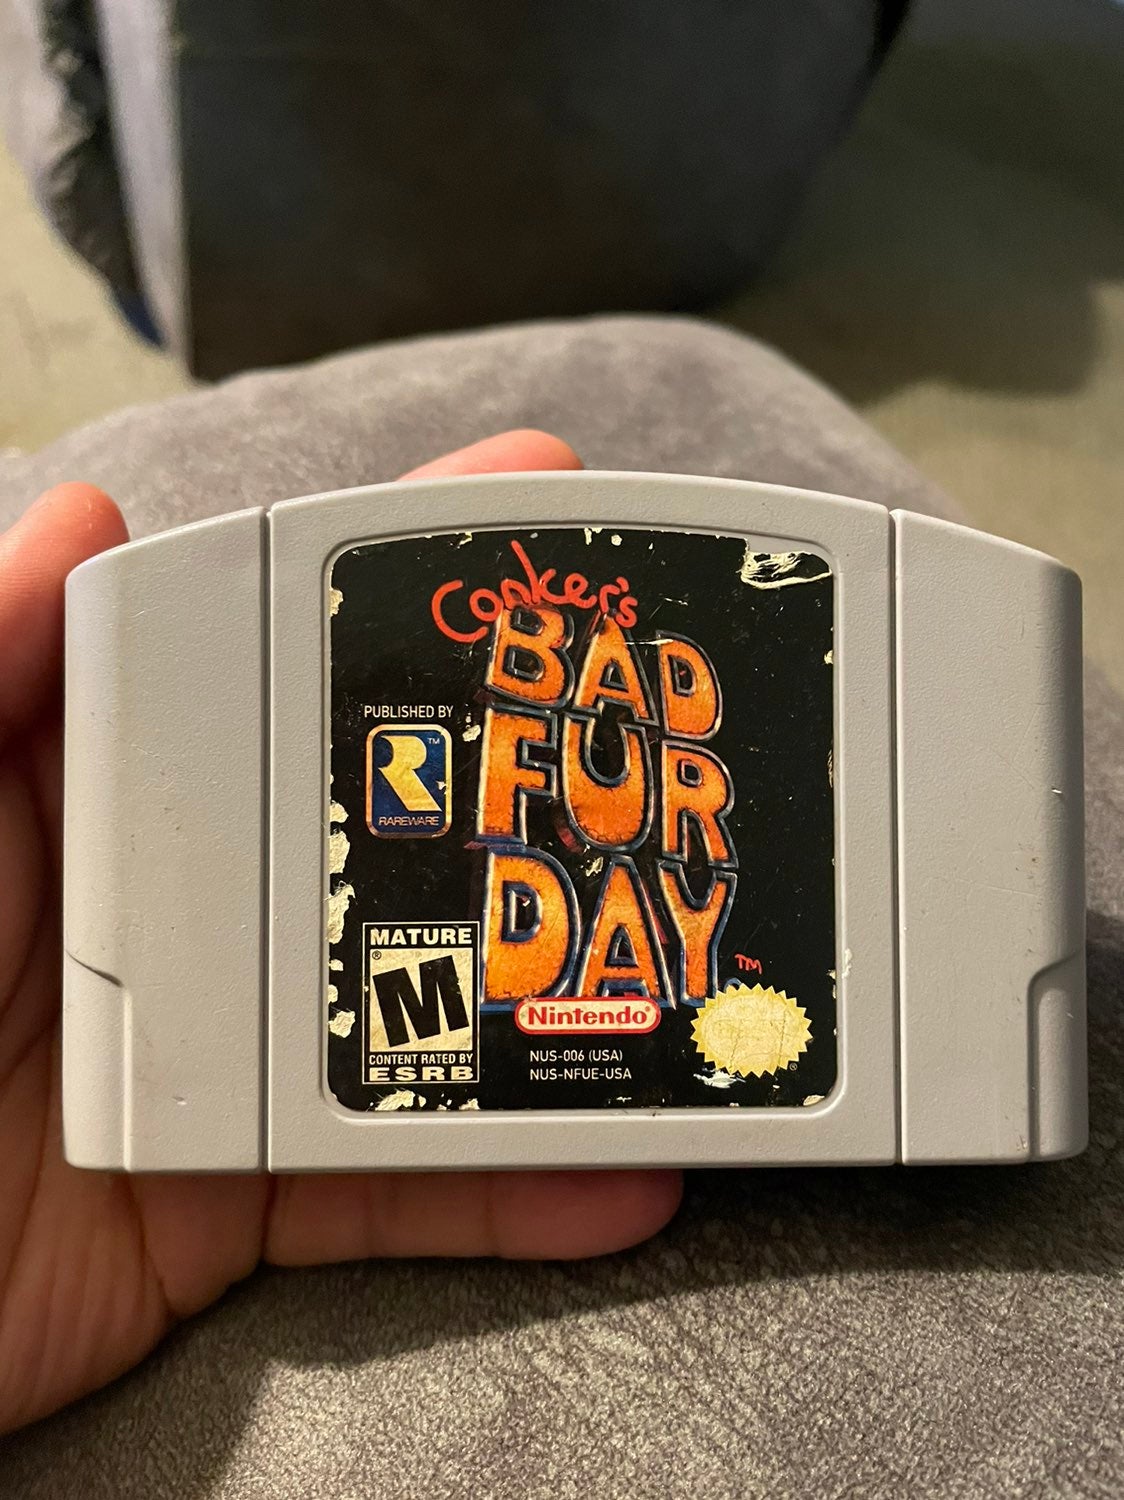 Conker's
BAD
FUR
DAY.™
PUBLISHED BY
R™
RAREWARE
MATURE
M®
CONTENT RATED BY
ESRB
Nintendo®
NUS-006 (USA)
NUS-NFUE-USA
®